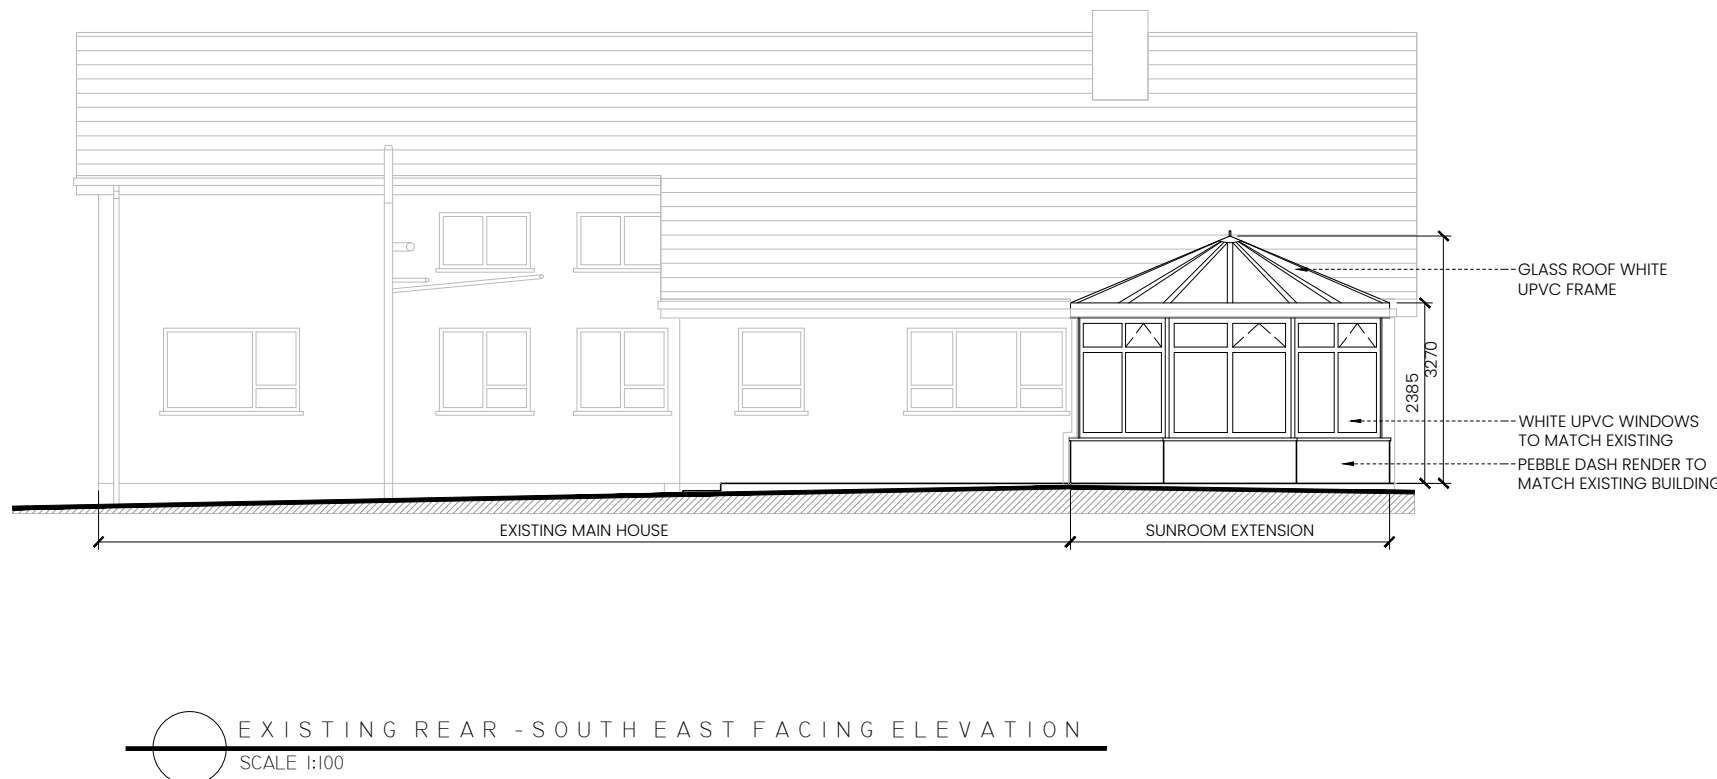 GLASS ROOF WHITE
UPVC FRAME
3270
2385
WHITE UPVC WINDOWS
TO MATCH EXISTING
PEBBLE DASH RENDER TO
MATCH EXISTING BUILDING
EXISTING MAIN HOUSE
SUNROOM EXTENSION
EXISTING REAR - SOUTH EAST FACING ELEVATION
SCALE 1:100